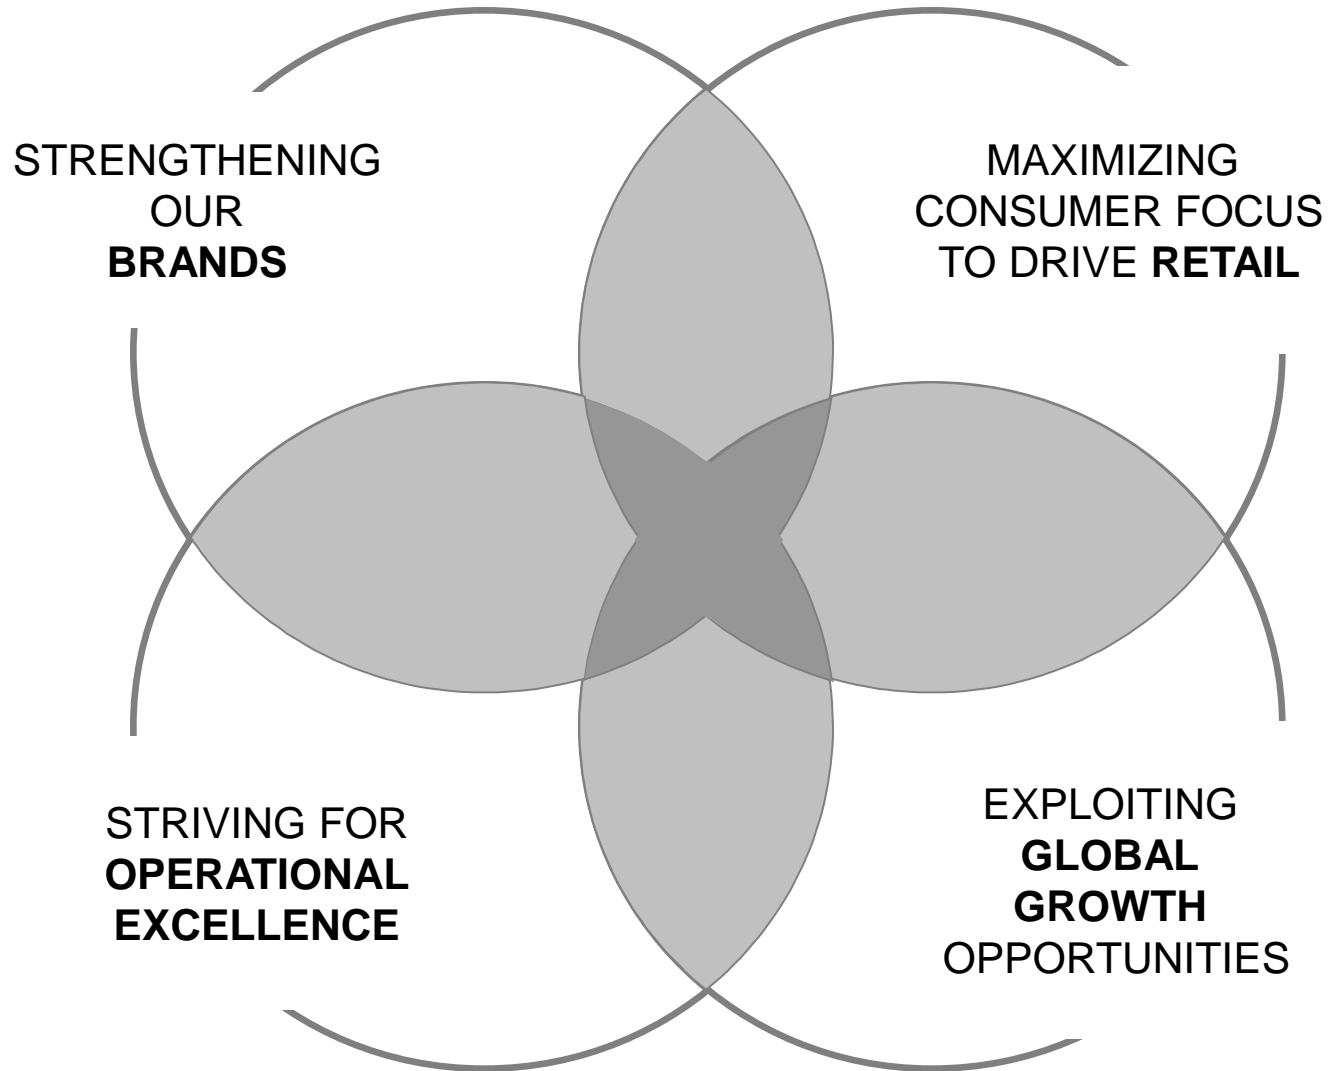 STRENGTHENING
OUR
BRANDS
MAXIMIZING
CONSUMER FOCUS
TO DRIVE RETAIL
STRIVING FOR
OPERATIONAL
EXCELLENCE
EXPLOITING
GLOBAL
GROWTH
OPPORTUNITIES